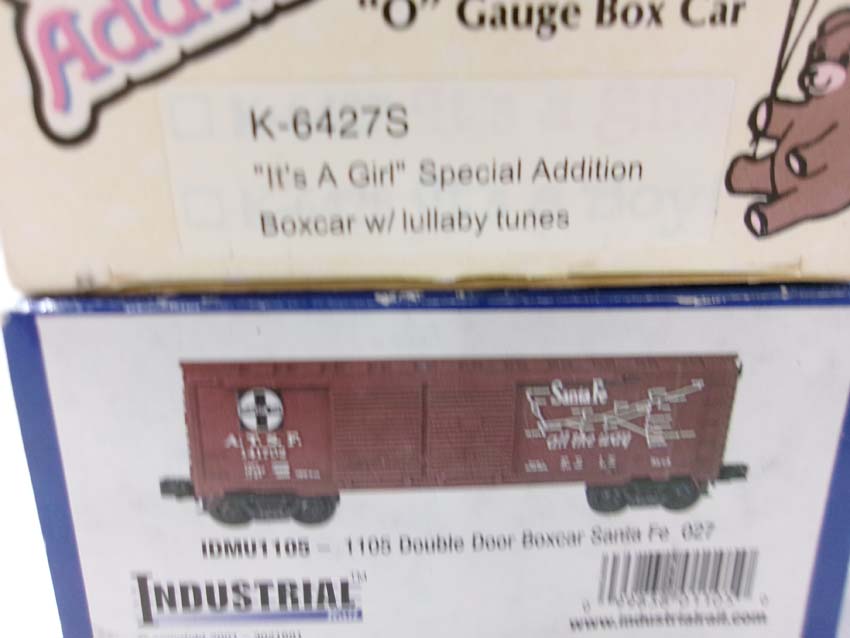 "O" Gauge Box Car
K-6427S
"It's A Girl" Special Addition
Boxcar w/ lullaby tunes
Santa Fe
all the way
A.T.& S.F.
IDMU1105 - 1105 Double Door Boxcar Santa Fe 027
INDUSTRIAL
TM
www.industrialrail.com